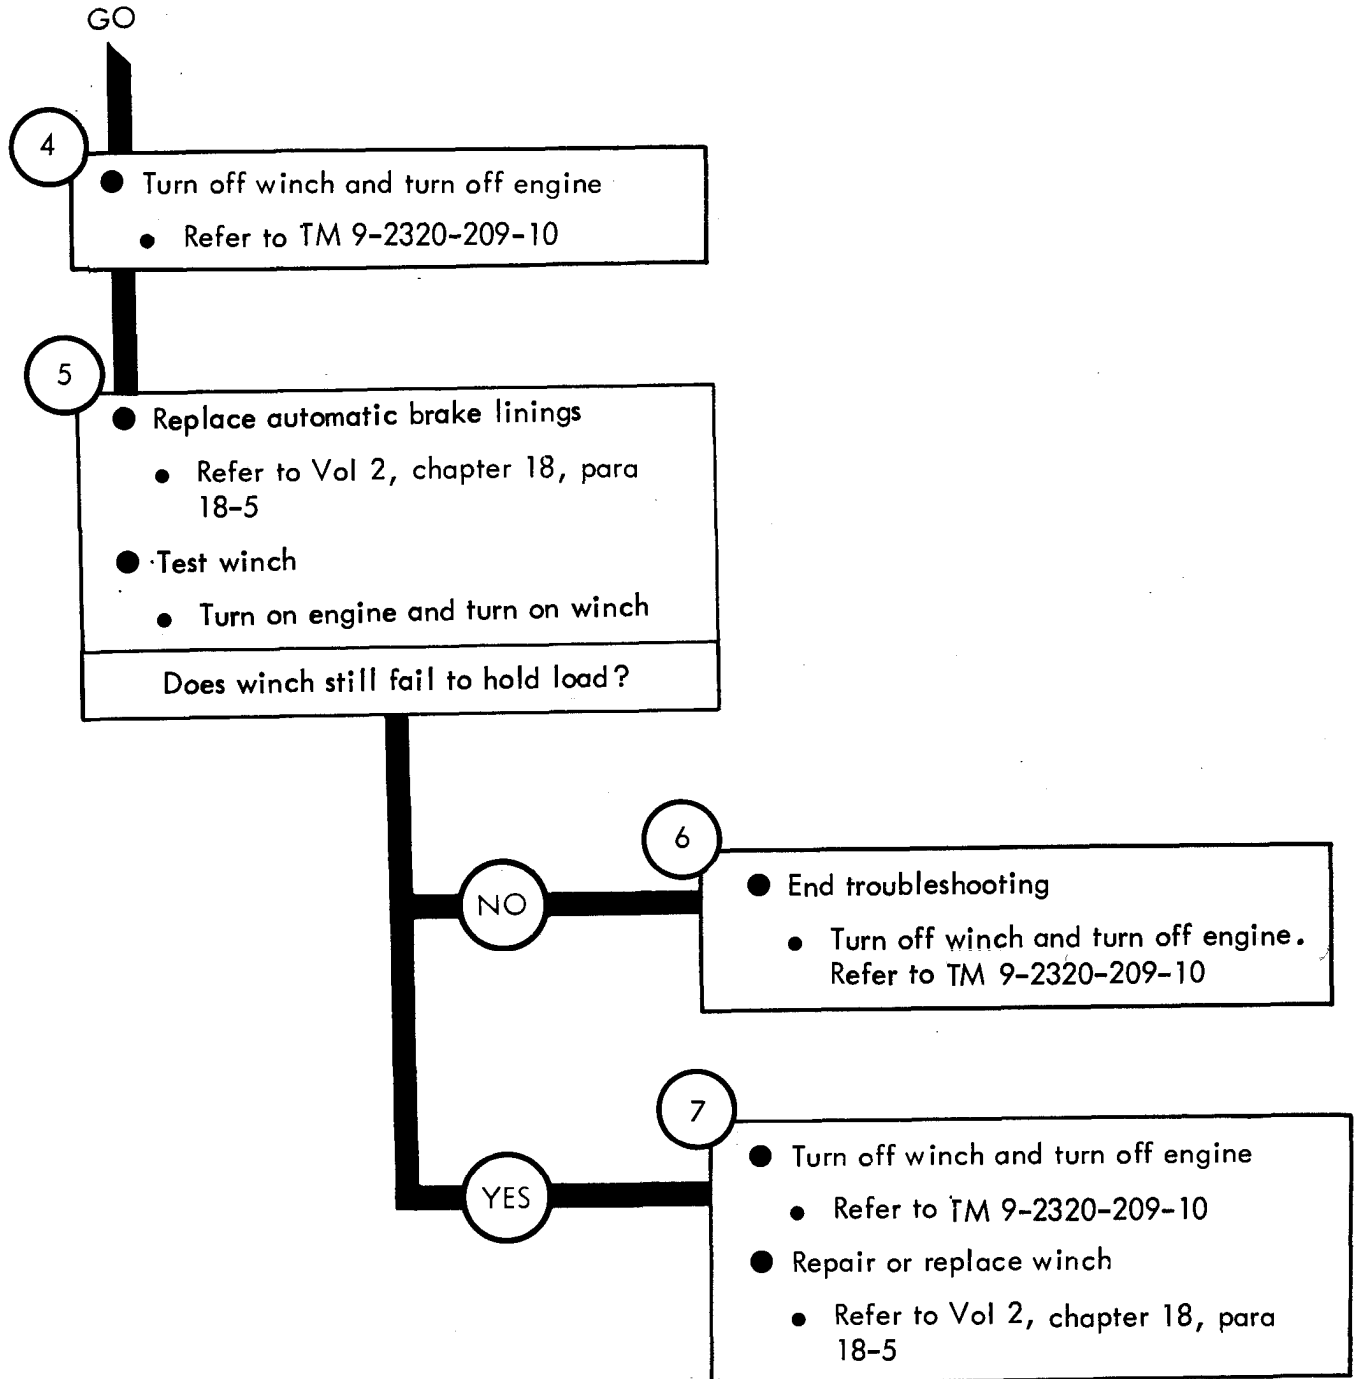 GO
4
Turn off winch and turn off engine
Refer to TM 9-2320-209-10
5
Replace automatic brake linings
Refer to Vol 2, chapter 18, para
18-5
Test winch
Turn on engine and turn on winch
Does winch still fail to hold load?
6
NO
End troubleshooting
Turn off winch and turn off engine.
Refer to TM 9-2320-209-10
7
YES
Turn off winch and turn off engine
Refer to TM 9-2320-209-10
Repair or replace winch
Refer to Vol 2, chapter 18, para
18-5